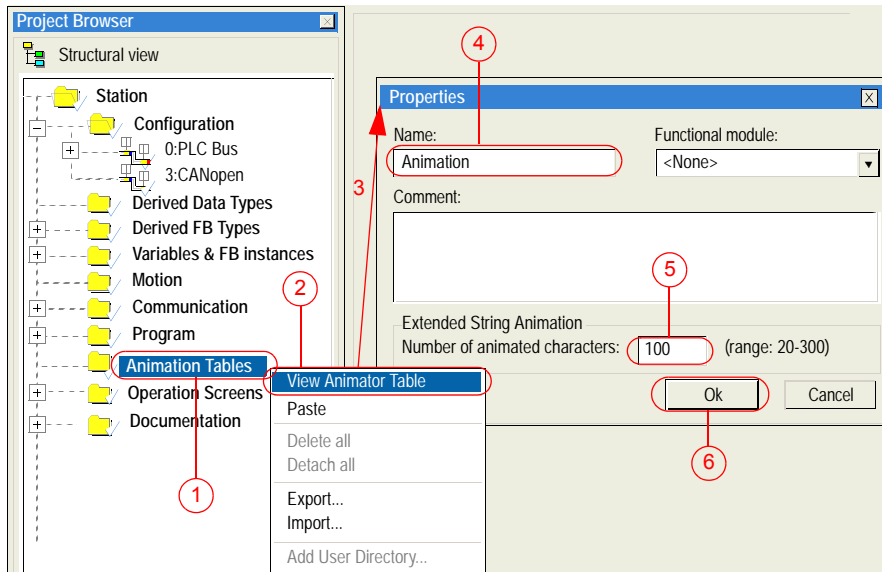 Project Browser
Structural view
Station
Configuration
0:PLC Bus
3:CANopen
Derived Data Types
Derived FB Types
Variables & FB instances
Motion
Communication
Program
Animation Tables
Operation Screens
Documentation
1
2
View Animator Table
Paste
Delete all
Detach all
Export...
Import...
Add User Directory...
3
4
Properties
Name:
Functional module:
Animation
<None>
Comment:
5
Extended String Animation
Number of animated characters: 100 (range: 20-300)
Ok Cancel
6